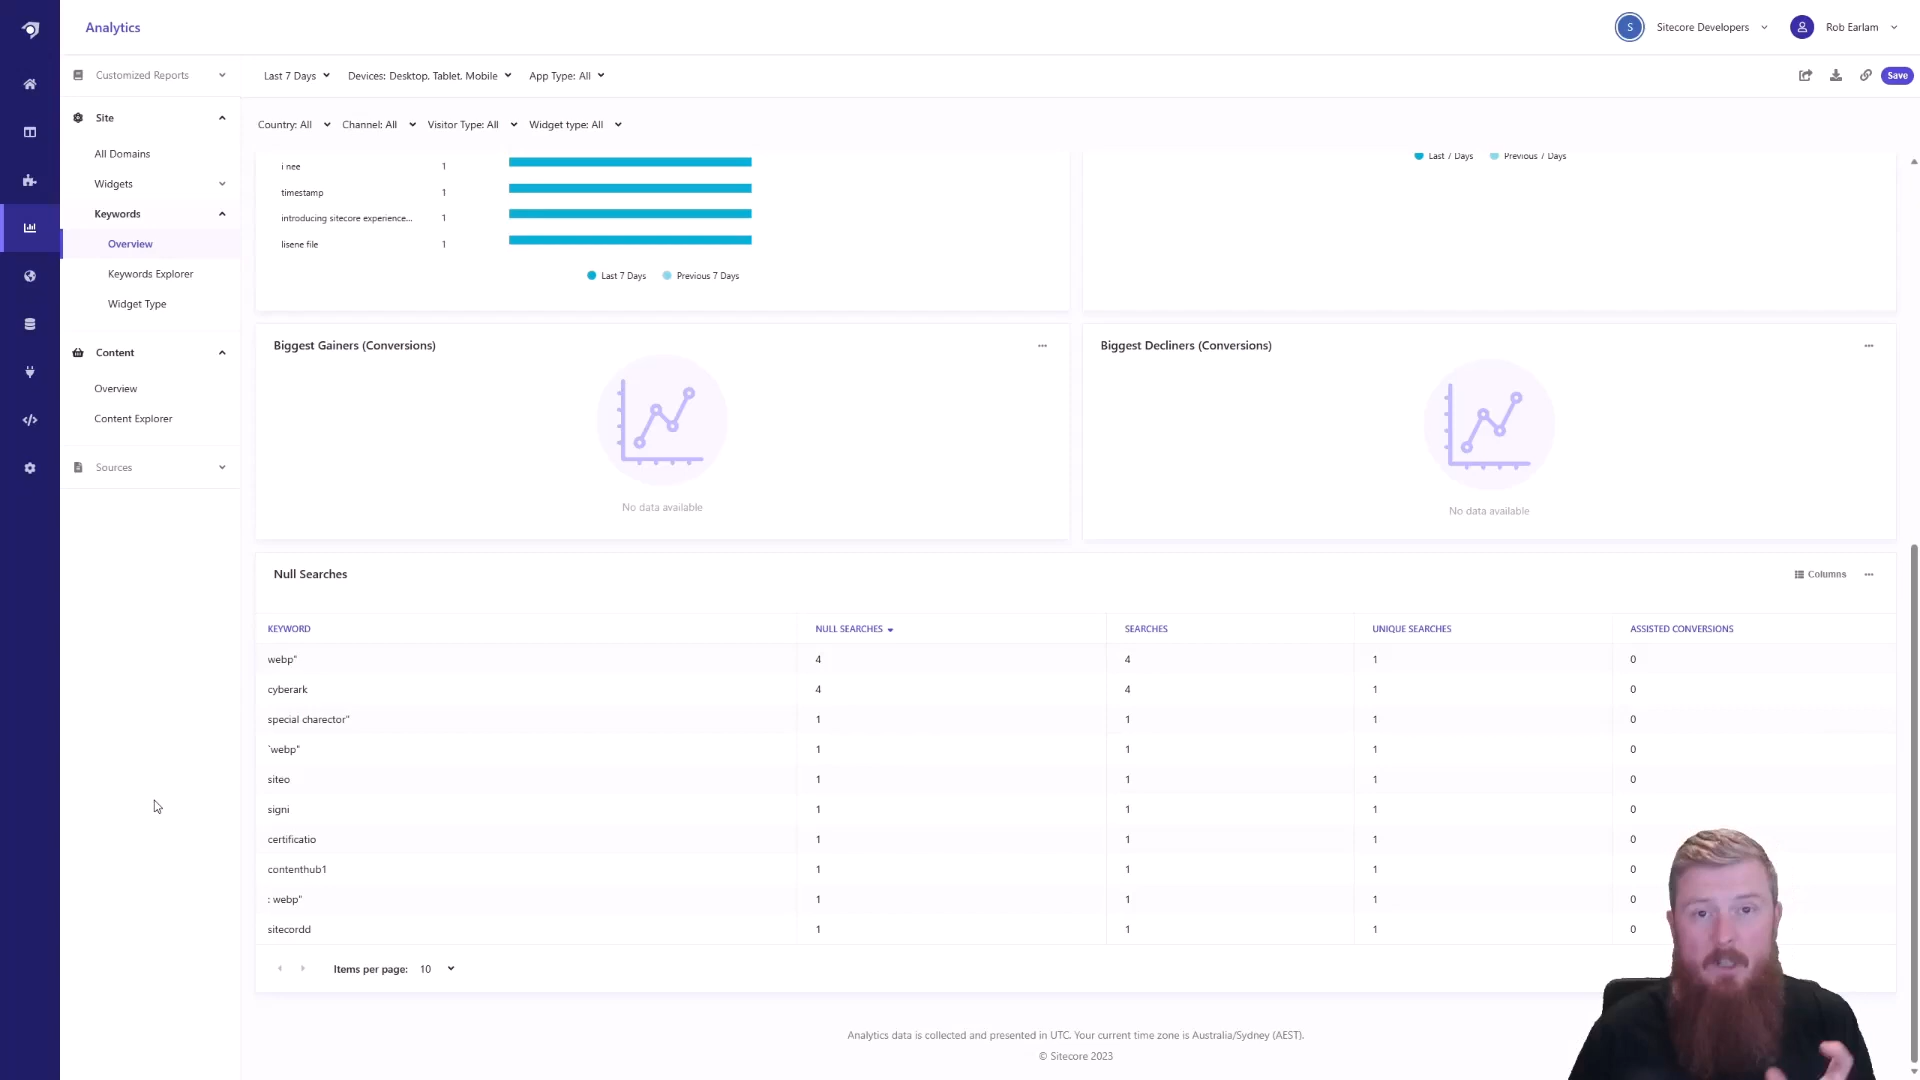 Analytics
S
Sitecore Developers
Rob Earlam
Customized Reports
Last 7 Days
Devices: Desktop, Tablet, Mobile
App Type: All
Save
Site
Country: All
Channel: All
Visitor Type: All
Widget type: All
All Domains
Widgets
Keywords
Overview
Keywords Explorer
Widget Type
Content
Overview
Content Explorer
Sources
i nee 1
timestamp 1
introducing sitecore experience... 1
lisene file 1
Last 7 Days
Previous 7 Days
Last 7 Days
Previous 7 Days
Biggest Gainers (Conversions)
No data available
Biggest Decliners (Conversions)
No data available
Null Searches
Columns
KEYWORD NULL SEARCHES SEARCHES UNIQUE SEARCHES ASSISTED CONVERSIONS
webp" 4 4 1 0
cyberark 4 4 1 0
special charector" 1 1 1 0
`webp" 1 1 1 0
siteo 1 1 1 0
signi 1 1 1 0
certificatio 1 1 1 0
contenthub1 1 1 1 0
: webp" 1 1 1 0
sitecordd 1 1 1 0
Items per page: 10
Analytics data is collected and presented in UTC. Your current time zone is Australia/Sydney (AEST).
© Sitecore 2023